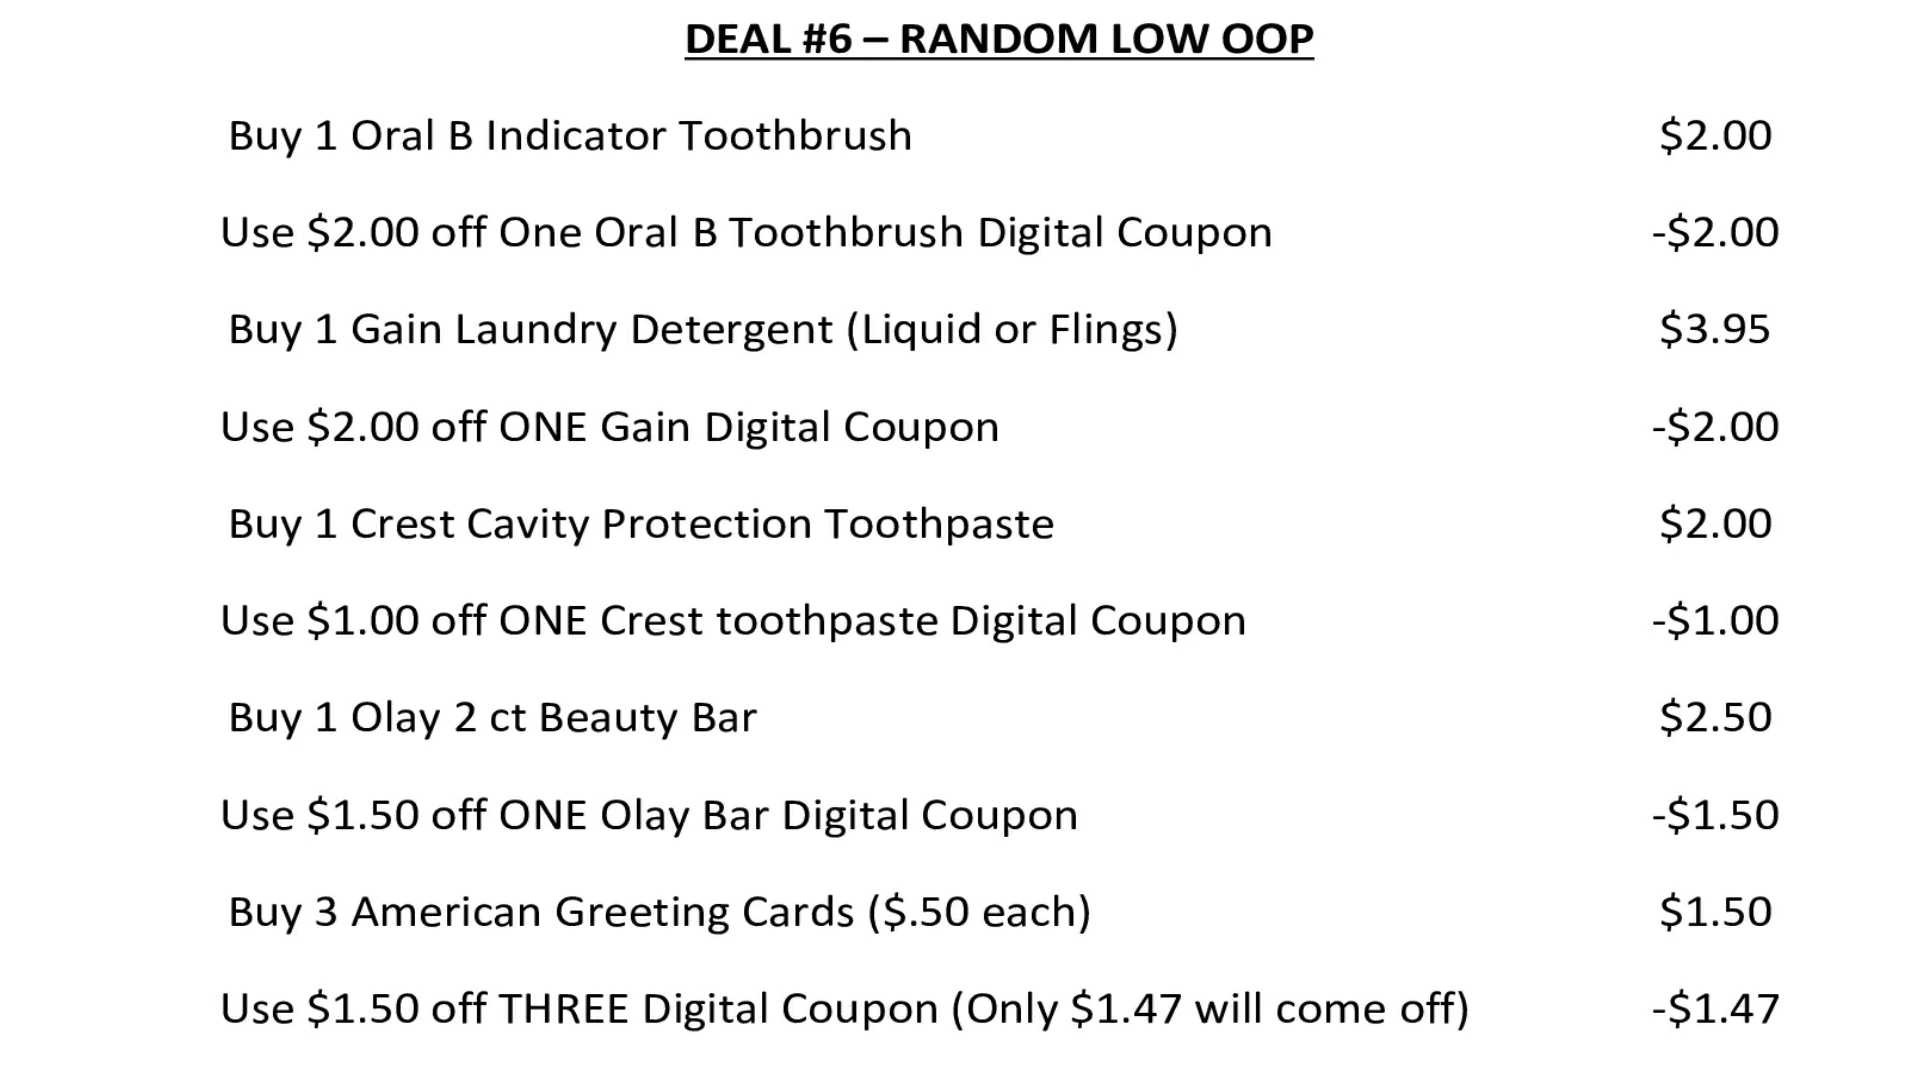 DEAL #6 – RANDOM LOW OOP
Buy 1 Oral B Indicator Toothbrush $2.00
Use $2.00 off One Oral B Toothbrush Digital Coupon -$2.00
Buy 1 Gain Laundry Detergent (Liquid or Flings) $3.95
Use $2.00 off ONE Gain Digital Coupon -$2.00
Buy 1 Crest Cavity Protection Toothpaste $2.00
Use $1.00 off ONE Crest toothpaste Digital Coupon -$1.00
Buy 1 Olay 2 ct Beauty Bar $2.50
Use $1.50 off ONE Olay Bar Digital Coupon -$1.50
Buy 3 American Greeting Cards ($.50 each) $1.50
Use $1.50 off THREE Digital Coupon (Only $1.47 will come off) -$1.47